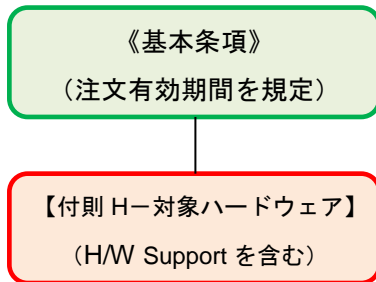 《基本条項》
（注文有効期間を規定）
【付則 H－対象ハードウェア】
（H/W Support を含む）